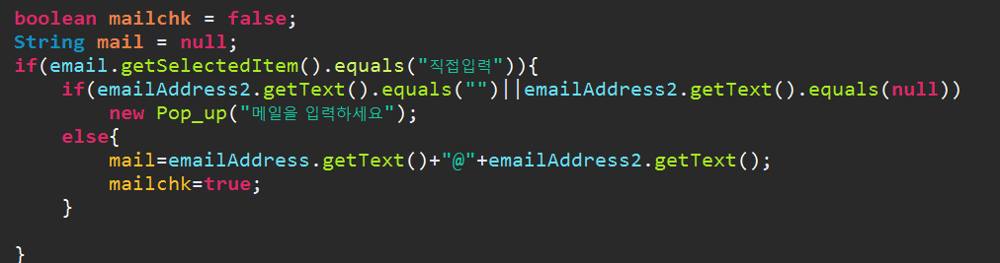 boolean mailchk = false;
String mail = null;
if(email.getSelectedItem().equals("직접입력")){
    if(emailAddress2.getText().equals("")||emailAddress2.getText().equals(null))
        new Pop_up("메일을 입력하세요");
    else{
        mail=emailAddress.getText()+"@"+emailAddress2.getText();
        mailchk=true;
    }
}